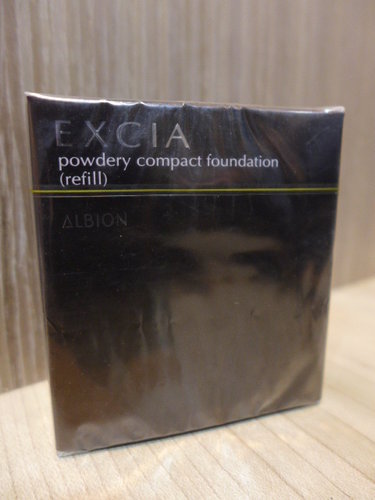 EXCIA
powdery compact foundation
(refill)
ALBION